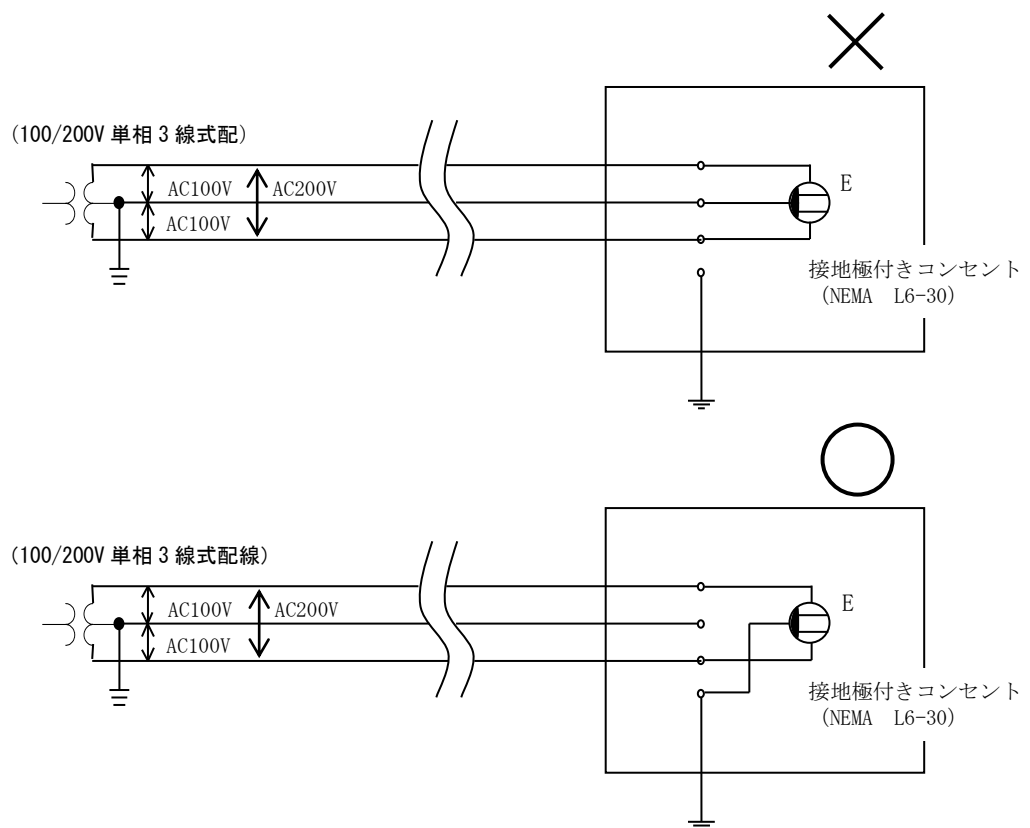 (100/200V 単相 3 線式配)
AC100V
AC200V
AC100V
E
接地極付きコンセント
(NEMA L6-30)
(100/200V 単相 3 線式配線)
AC100V
AC200V
AC100V
E
接地極付きコンセント
(NEMA L6-30)